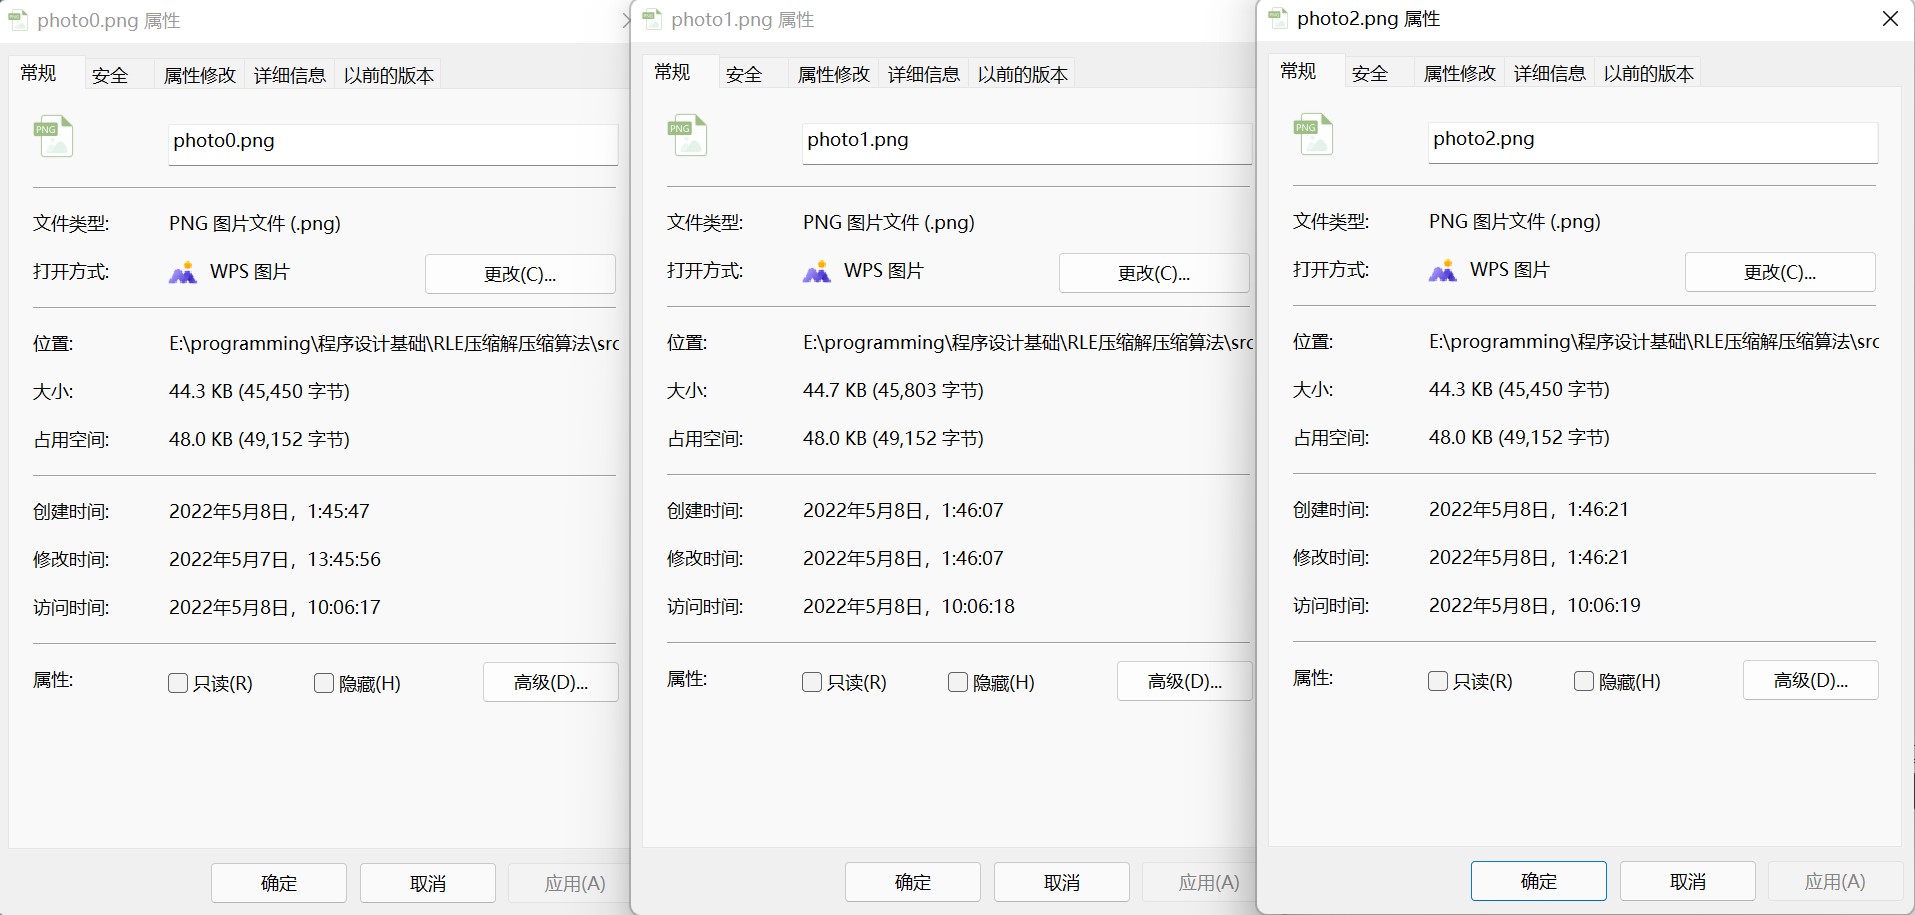 photo0.png 属性
常规
安全
属性修改
详细信息
以前的版本
PNG
photo0.png
文件类型:
PNG 图片文件 (.png)
打开方式:
WPS 图片
更改(C)...
位置:
E:\programming\程序设计基础\RLE压缩解压缩算法\src
大小:
44.3 KB (45,450 字节)
占用空间:
48.0 KB (49,152 字节)
创建时间:
2022年5月8日，1:45:47
修改时间:
2022年5月7日，13:45:56
访问时间:
2022年5月8日，10:06:17
属性:
只读(R)
隐藏(H)
高级(D)...
确定
取消
应用(A)
photo1.png 属性
常规
安全
属性修改
详细信息
以前的版本
PNG
photo1.png
文件类型:
PNG 图片文件 (.png)
打开方式:
WPS 图片
更改(C)...
位置:
E:\programming\程序设计基础\RLE压缩解压缩算法\src
大小:
44.7 KB (45,803 字节)
占用空间:
48.0 KB (49,152 字节)
创建时间:
2022年5月8日，1:46:07
修改时间:
2022年5月8日，1:46:07
访问时间:
2022年5月8日，10:06:18
属性:
只读(R)
隐藏(H)
高级(D)...
确定
取消
应用(A)
photo2.png 属性
常规
安全
属性修改
详细信息
以前的版本
PNG
photo2.png
文件类型:
PNG 图片文件 (.png)
打开方式:
WPS 图片
更改(C)...
位置:
E:\programming\程序设计基础\RLE压缩解压缩算法\src
大小:
44.3 KB (45,450 字节)
占用空间:
48.0 KB (49,152 字节)
创建时间:
2022年5月8日，1:46:21
修改时间:
2022年5月8日，1:46:21
访问时间:
2022年5月8日，10:06:19
属性:
只读(R)
隐藏(H)
高级(D)...
确定
取消
应用(A)